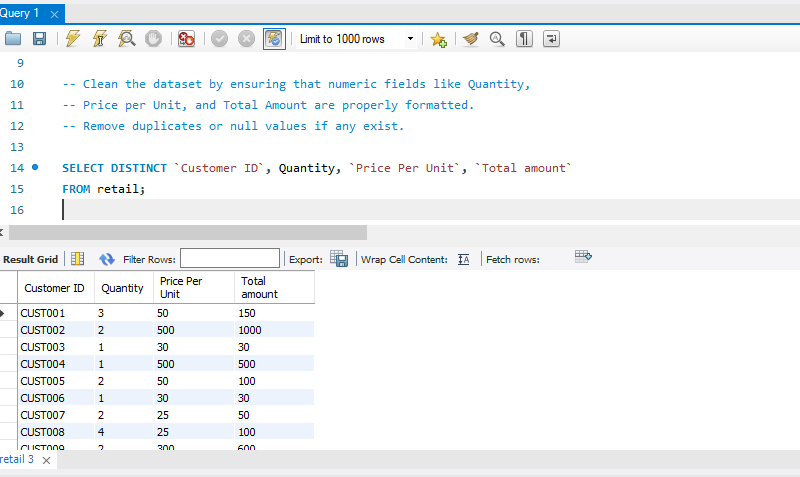 Query 1
Limit to 1000 rows
9
10 -- Clean the dataset by ensuring that numeric fields like Quantity,
11 -- Price per Unit, and Total Amount are properly formatted.
12 -- Remove duplicates or null values if any exist.
13
14 SELECT DISTINCT `Customer ID`, Quantity, `Price Per Unit`, `Total amount`
15 FROM retail;
16
Result Grid Filter Rows: Export: Wrap Cell Content: IA Fetch rows:
Customer ID Quantity Price Per Unit Total amount
CUST001 3 50 150
CUST002 2 500 1000
CUST003 1 30 30
CUST004 1 500 500
CUST005 2 50 100
CUST006 1 30 30
CUST007 2 25 50
CUST008 4 25 100
CUST009 2 300 600
retail 3